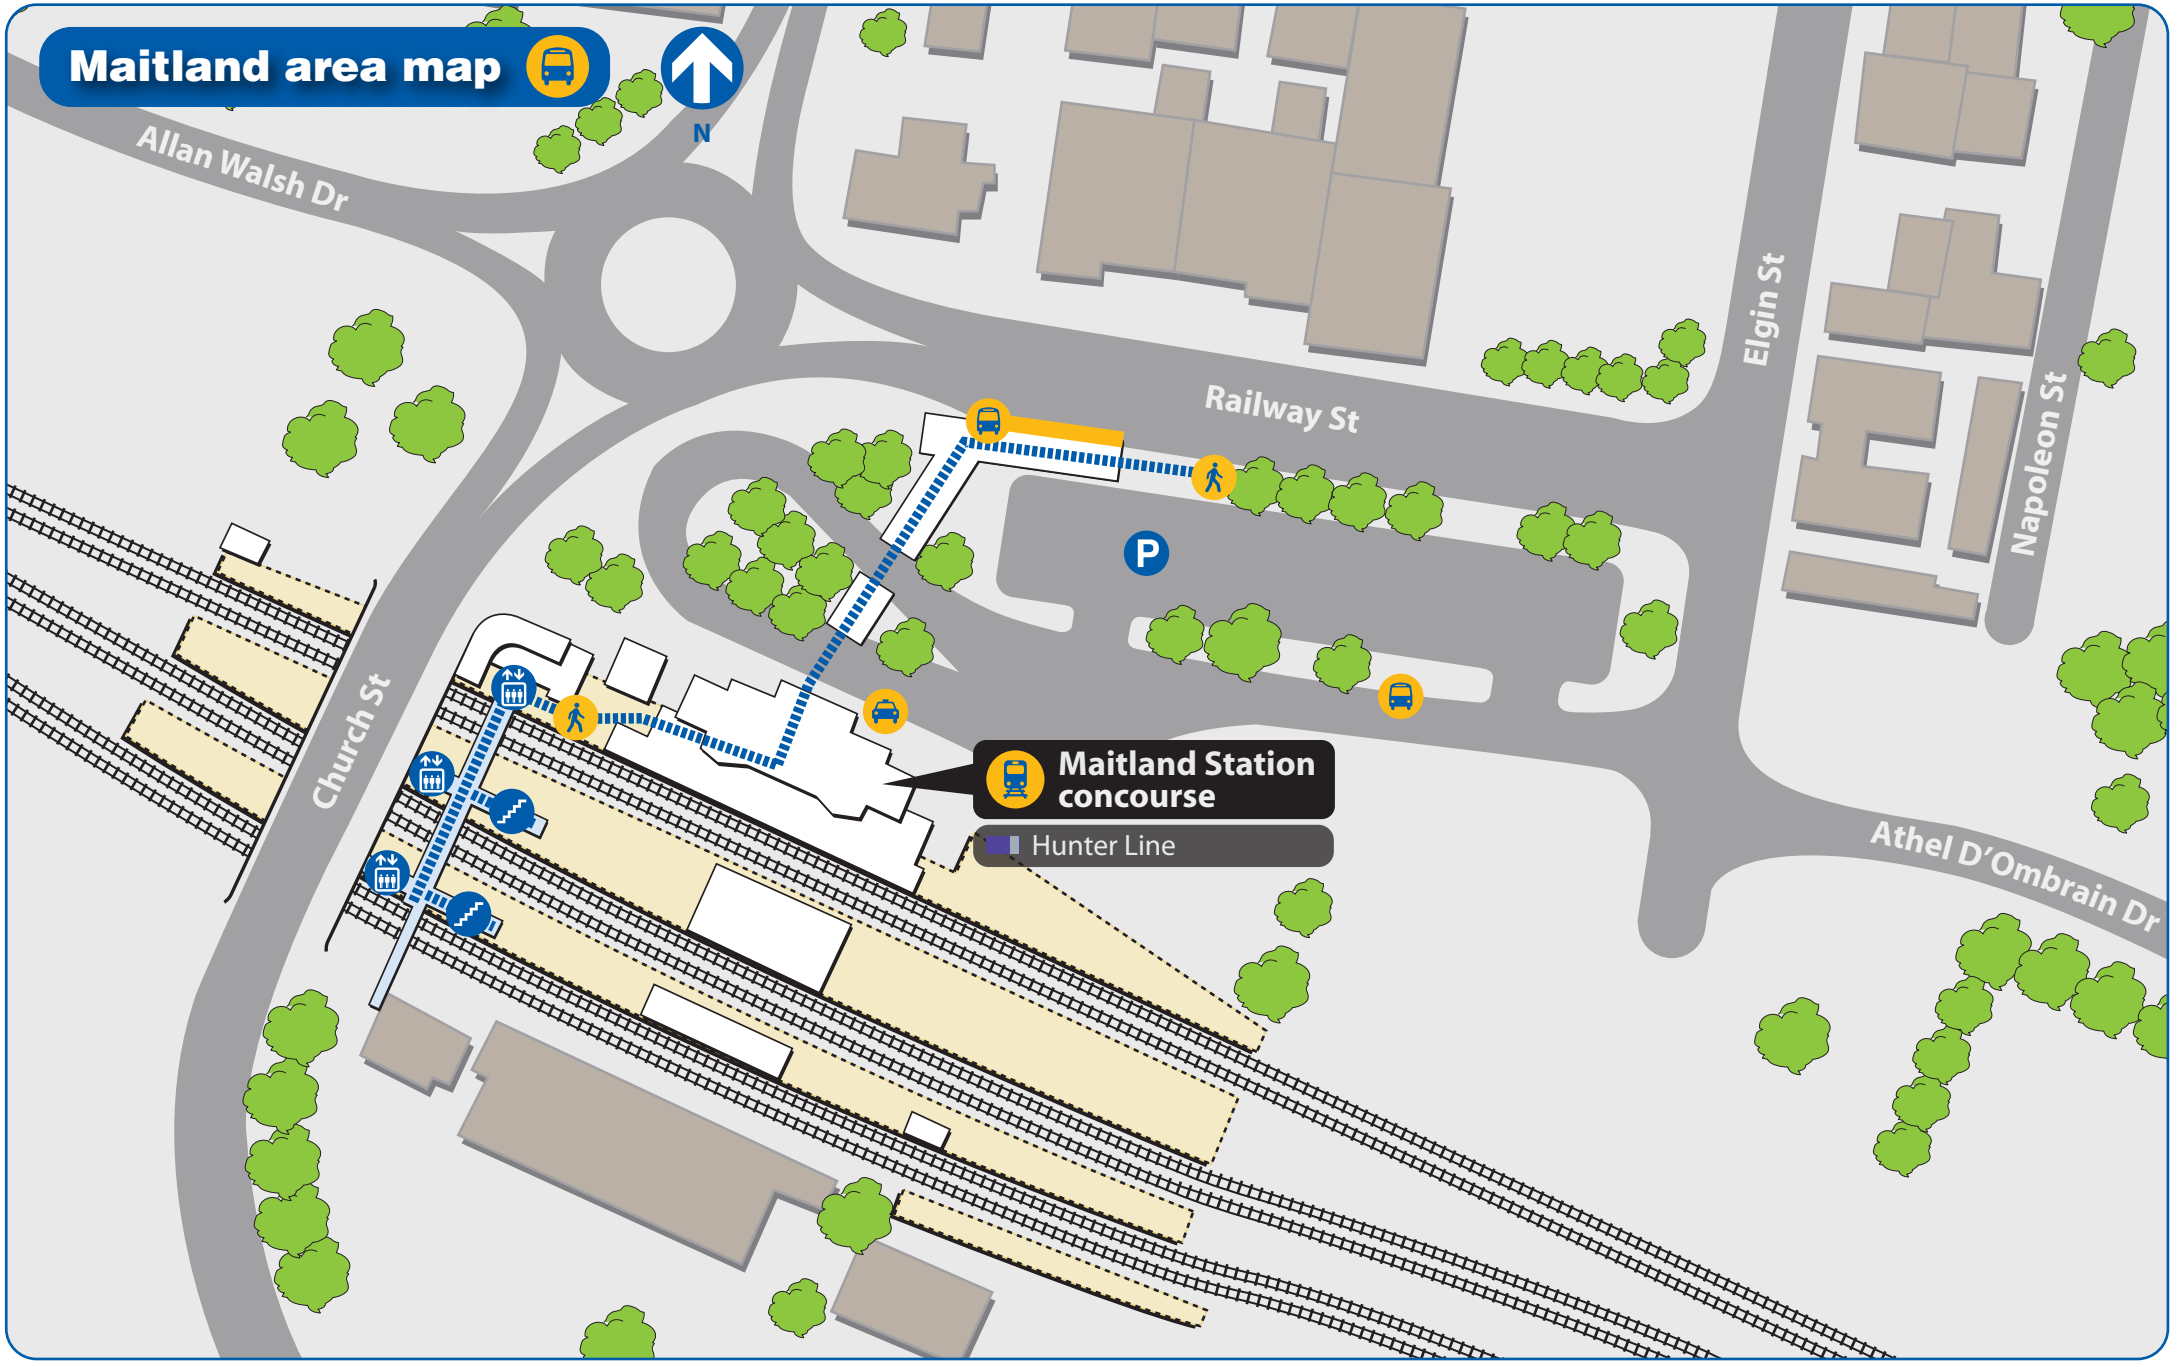 Maitland area map
N
Allan Walsh Dr
Elgin St
Railway St
Napoleon St
P
Church St
Maitland Station
concourse
Hunter Line
Athel D'Ombrain Dr